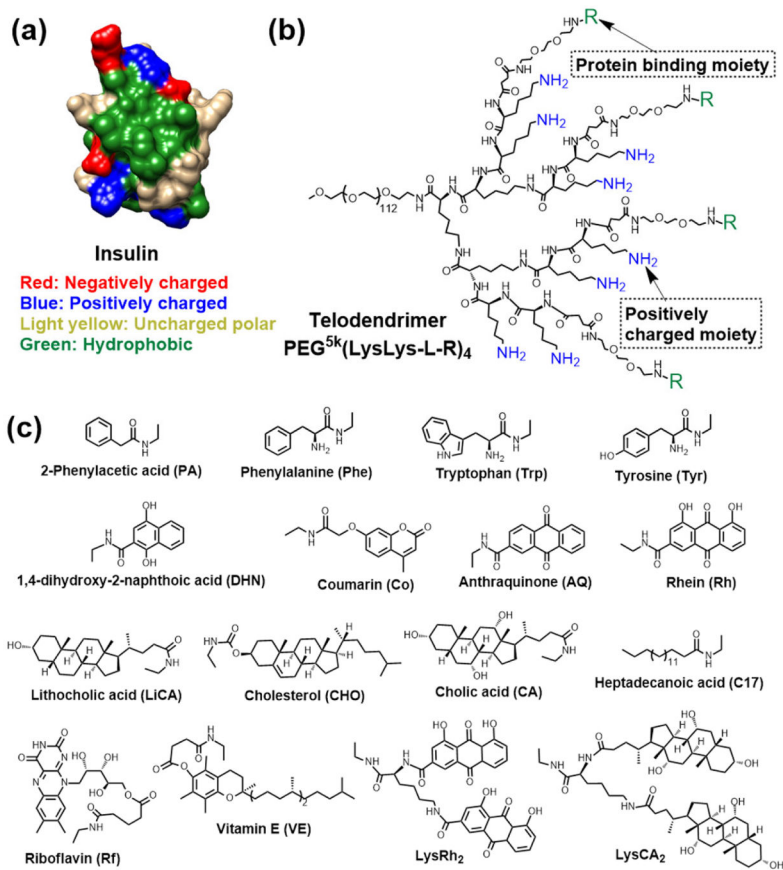 (a)
Insulin
Red: Negatively charged
Blue: Positively charged
Light yellow: Uncharged polar
Green: Hydrophobic
(b)
Protein binding moiety
Positively
charged moiety
Telodendrimer
PEG5k(LysLys-L-R)4
(c)
2-Phenylacetic acid (PA)
Phenylalanine (Phe)
Tryptophan (Trp)
Tyrosine (Tyr)
1,4-dihydroxy-2-naphthoic acid (DHN)
Coumarin (Co)
Anthraquinone (AQ)
Rhein (Rh)
Lithocholic acid (LiCA)
Cholesterol (CHO)
Cholic acid (CA)
Heptadecanoic acid (C17)
Riboflavin (Rf)
Vitamin E (VE)
LysRh2
LysCA2